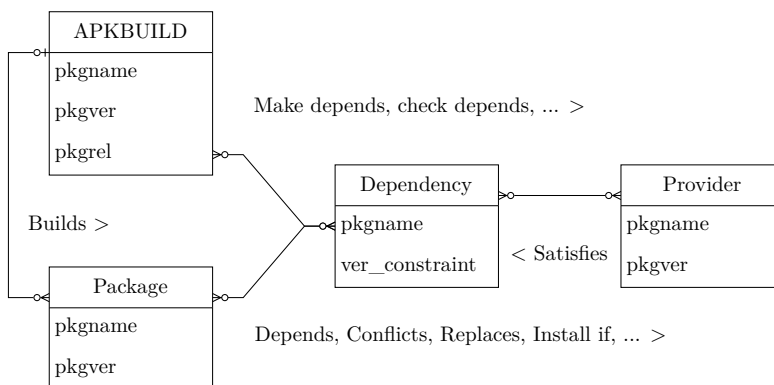 APKBUILD
pkgname
pkgver
pkgrel
Make depends, check depends, ... >
Dependency
pkgname
ver_constraint
Provider
pkgname
pkgver
< Satisfies
Builds >
Package
pkgname
pkgver
Depends, Conflicts, Replaces, Install if, ... >